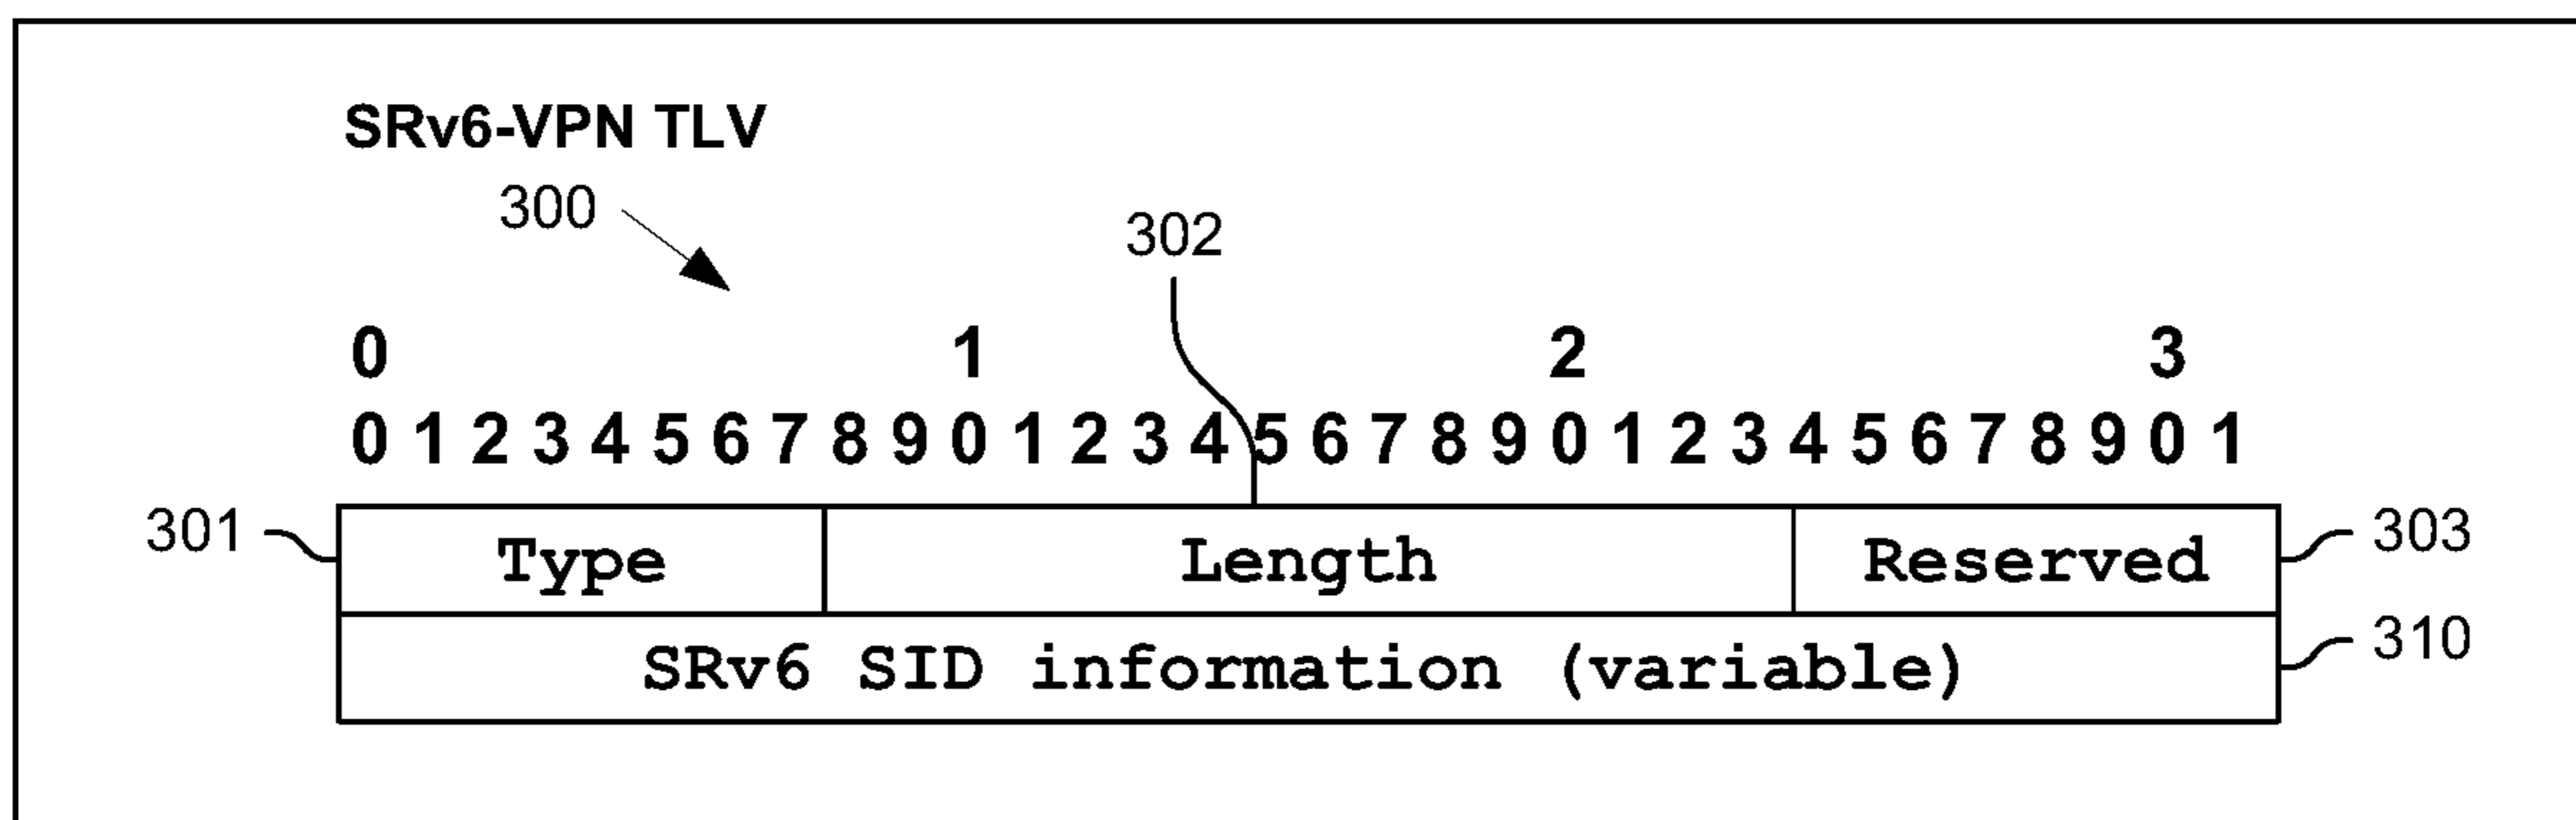 SRv6-VPN TLV
300
302
0 1 2 3
0 1 2 3 4 5 6 7 8 9 0 1 2 3 4 5 6 7 8 9 0 1 2 3 4 5 6 7 8 9 0 1
301 Type Length Reserved 303
SRv6 SID information (variable) 310